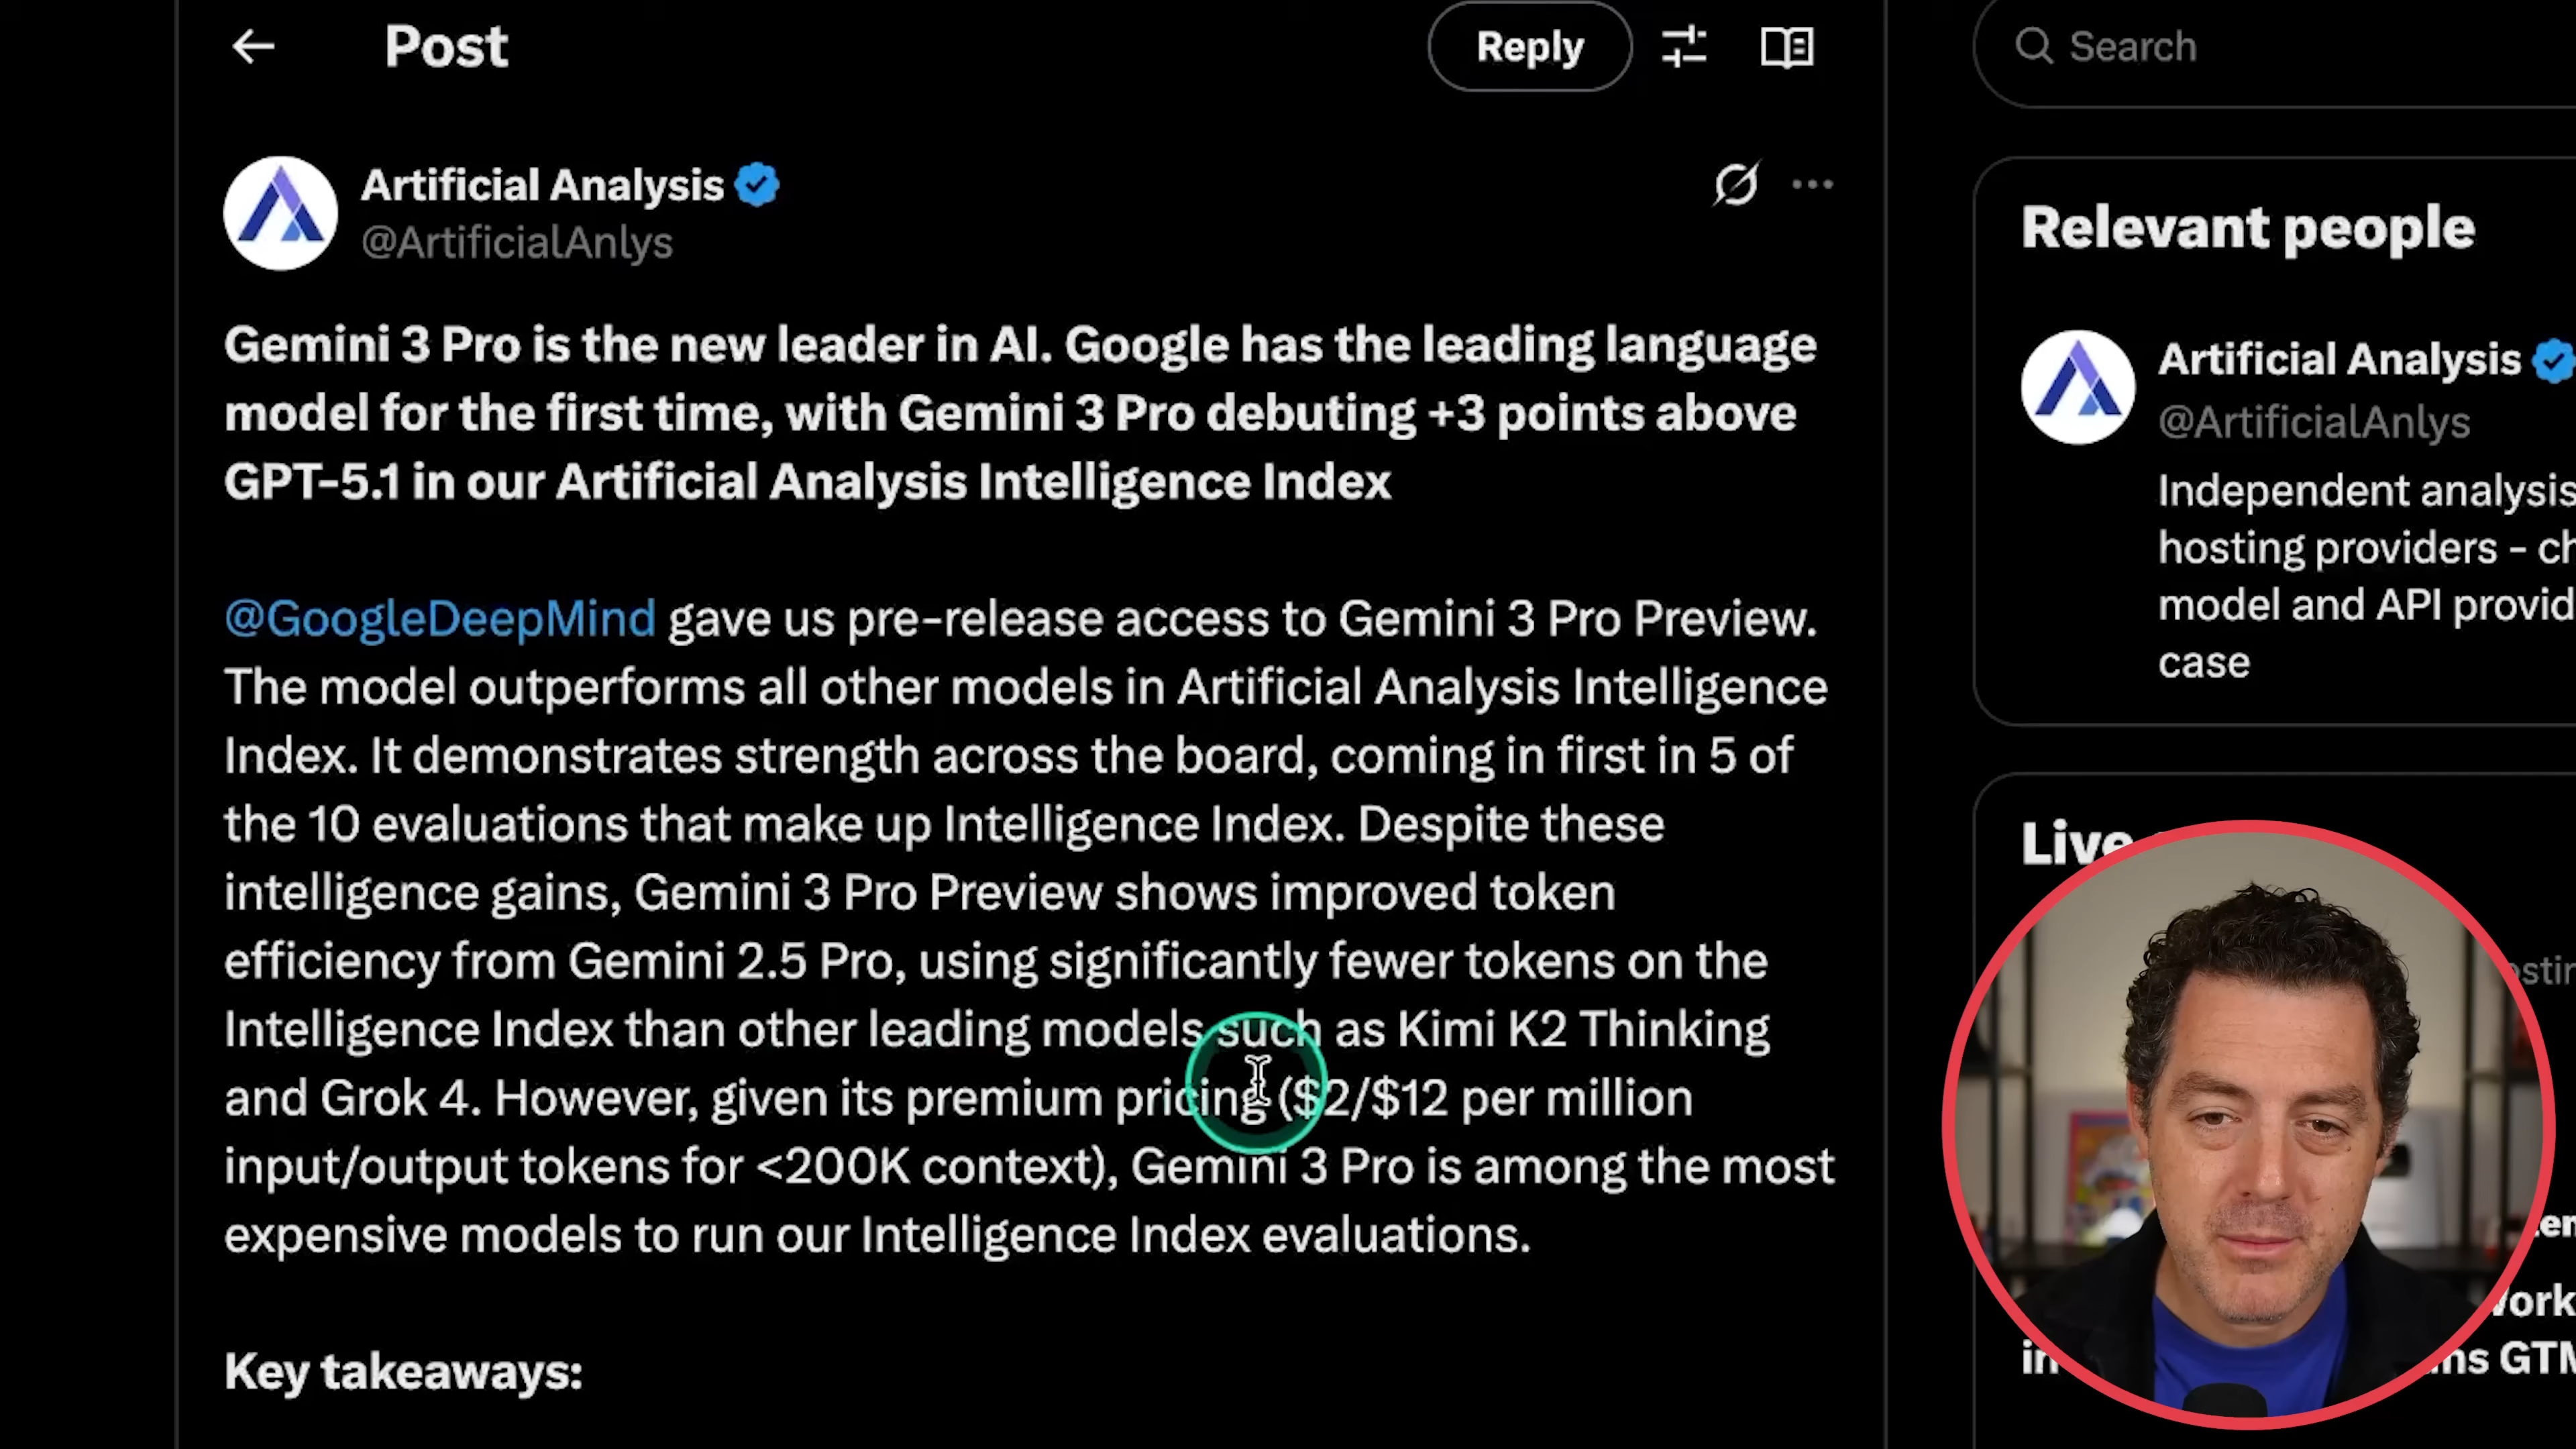 Post
Reply
Search
Artificial Analysis
@ArtificialAnlys
Gemini 3 Pro is the new leader in AI. Google has the leading language
model for the first time, with Gemini 3 Pro debuting +3 points above
GPT-5.1 in our Artificial Analysis Intelligence Index
@GoogleDeepMind gave us pre-release access to Gemini 3 Pro Preview.
The model outperforms all other models in Artificial Analysis Intelligence
Index. It demonstrates strength across the board, coming in first in 5 of
the 10 evaluations that make up Intelligence Index. Despite these
intelligence gains, Gemini 3 Pro Preview shows improved token
efficiency from Gemini 2.5 Pro, using significantly fewer tokens on the
Intelligence Index than other leading models such as Kimi K2 Thinking
and Grok 4. However, given its premium pricing ($2/$12 per million
input/output tokens for <200K context), Gemini 3 Pro is among the most
expensive models to run our Intelligence Index evaluations.
Key takeaways:
Relevant people
Artificial Analysis
@ArtificialAnlys
Independent analysis
hosting providers - ch
model and API provid
case
Live
in
GTM